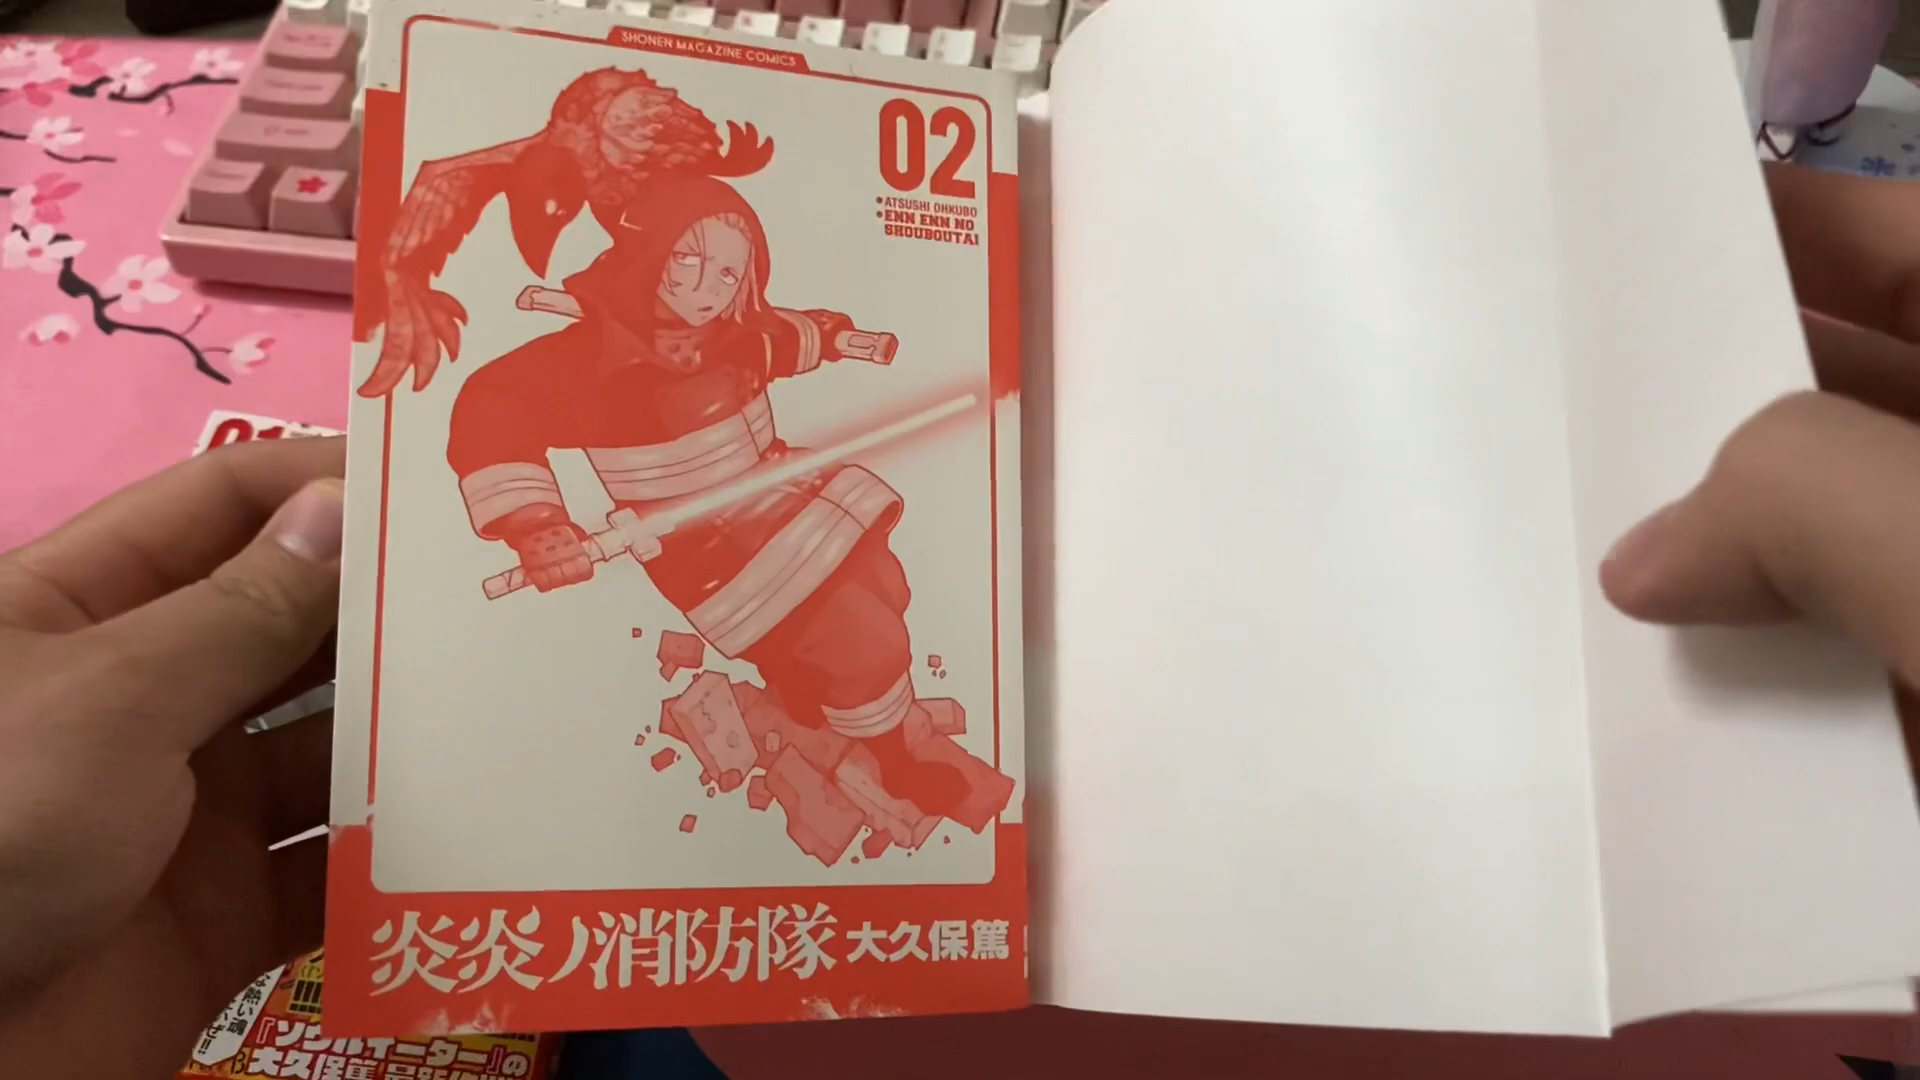 SHONEN MAGAZINE COMICS
02
•ATSUSHI OHKUBO
•ENN ENN NO
SHOUBOUTAI
炎炎ノ消防隊 大久保篤
01
『ソウルイーター』の
大久保篤